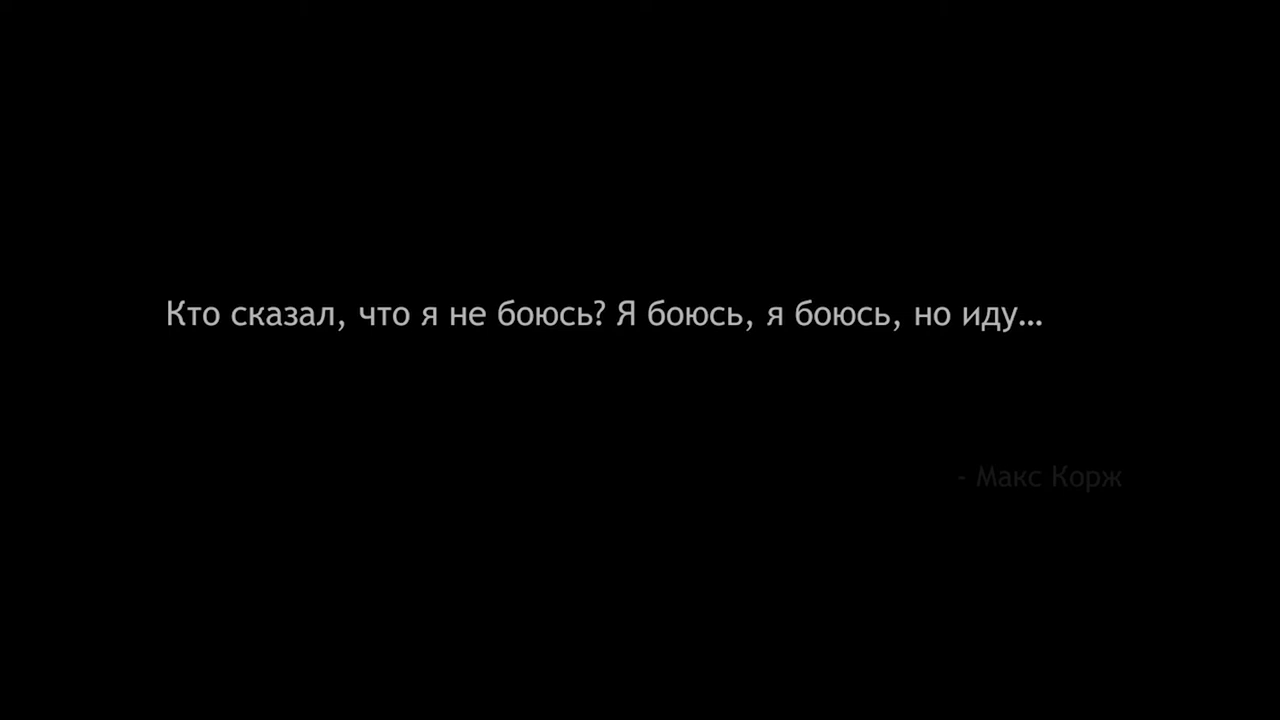 Кто сказал, что я не боюсь? Я боюсь, я боюсь, но иду...
- Макс Корж